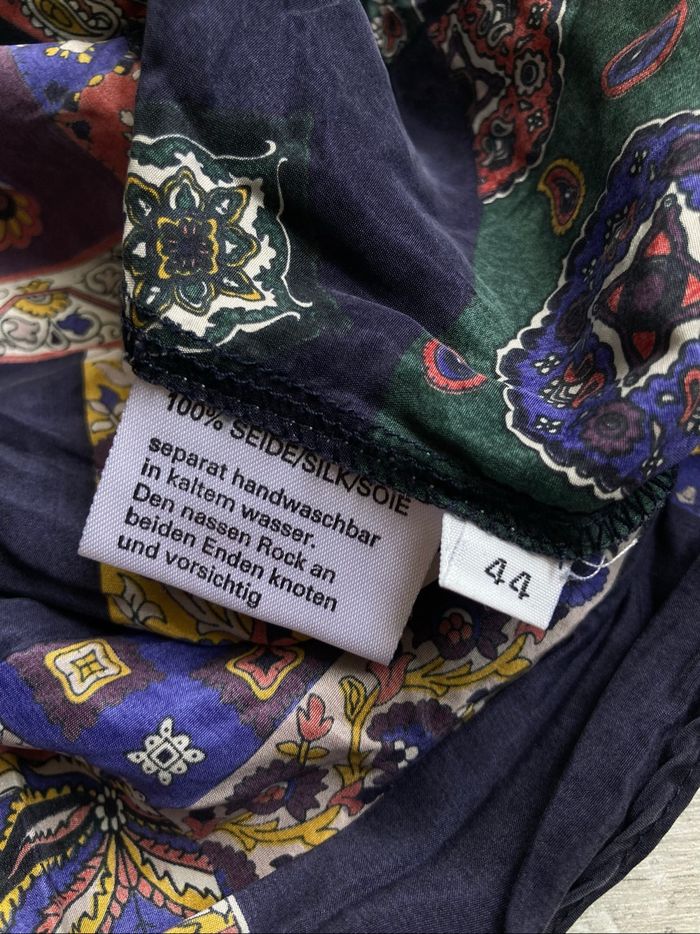 100% SEIDE/SILK/SOIE
separat handwaschbar
in kaltem wasser.
Den nassen Rock an
beiden Enden knoten
und vorsichtig
44